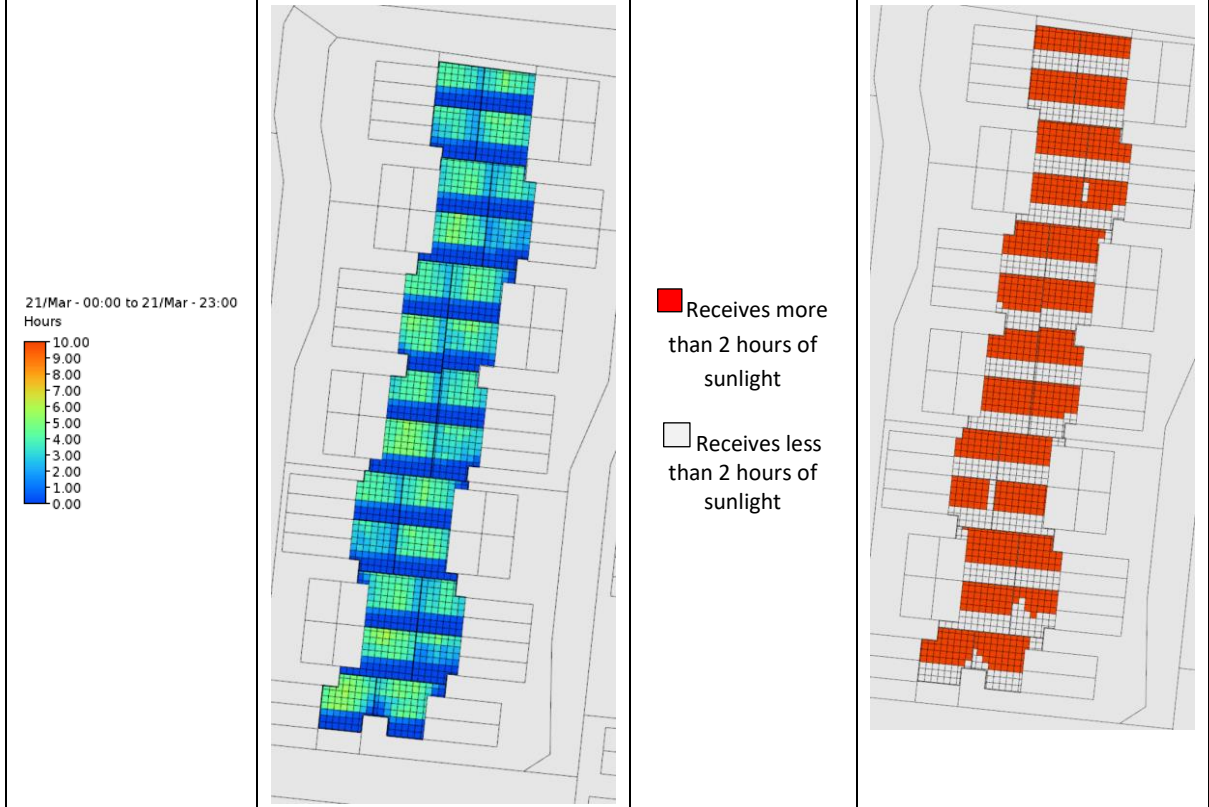 21/Mar - 00:00 to 21/Mar - 23:00
Hours
10.00
9.00
8.00
7.00
6.00
5.00
4.00
3.00
2.00
1.00
0.00
Receives more
than 2 hours of
sunlight
Receives less
than 2 hours of
sunlight